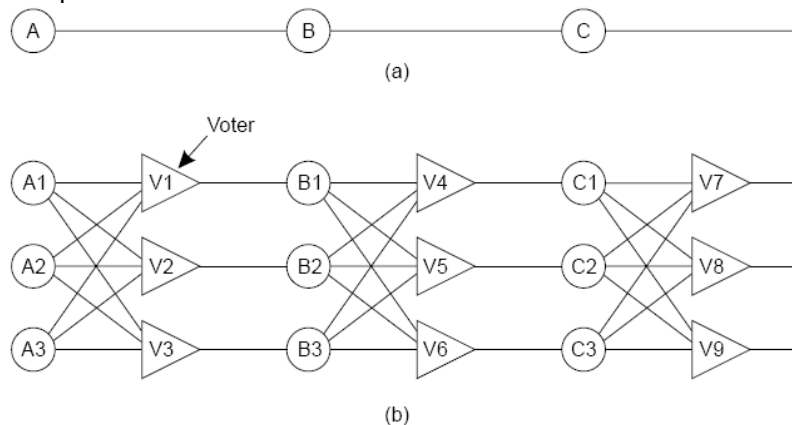 A B C
(a)
Voter
A1 V1 B1 V4 C1 V7
A2 V2 B2 V5 C2 V8
A3 V3 B3 V6 C3 V9
(b)